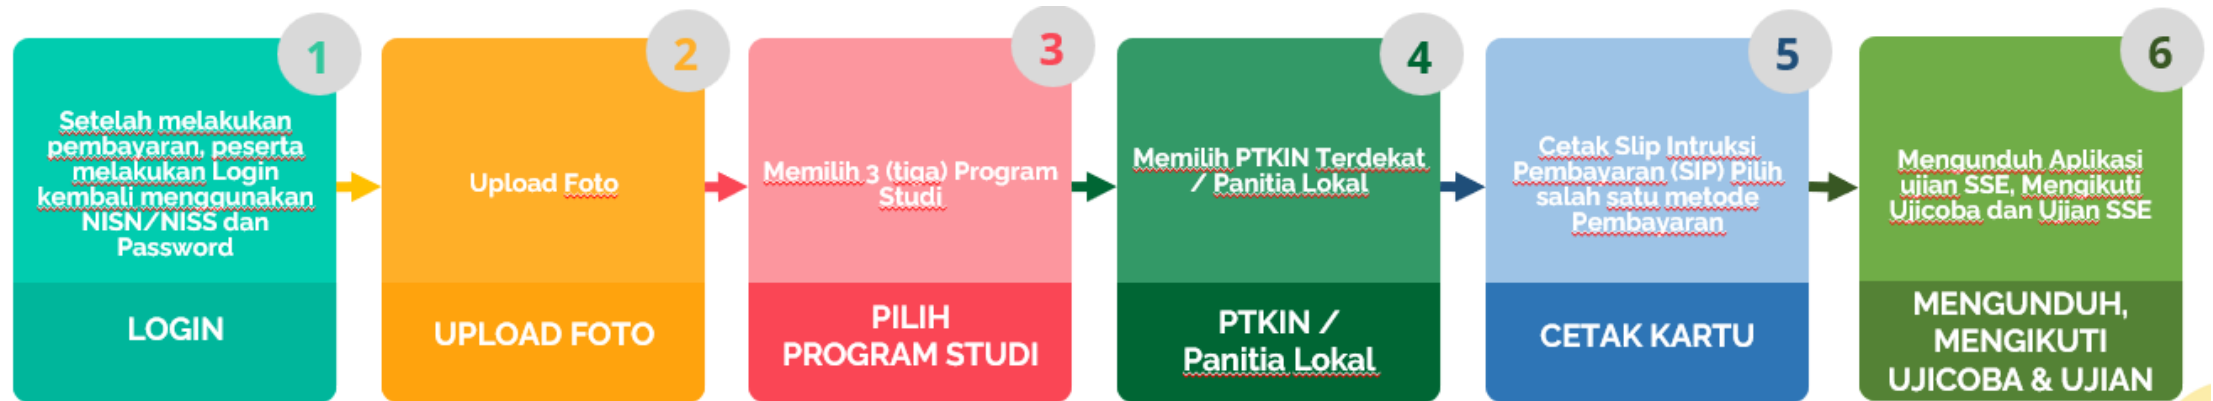 1
Setelah melakukan
pembayaran, peserta
melakukan Login
kembali menggunakan
NISN/NISS dan
Password
LOGIN
2
Upload Foto
UPLOAD FOTO
3
Memilih 3 (tiga) Program
Studi
PILIH
PROGRAM STUDI
4
Memilih PTKIN Terdekat
/ Panitia Lokal
PTKIN /
Panitia Lokal
5
Cetak Slip Intruksi
Pembayaran (SIP) Pilih
salah satu metode
Pembayaran
CETAK KARTU
6
Mengunduh Aplikasi
ujian SSE, Mengikuti
Ujicoba dan Ujian SSE
MENGUNDUH,
MENGIKUTI
UJICOBA & UJIAN